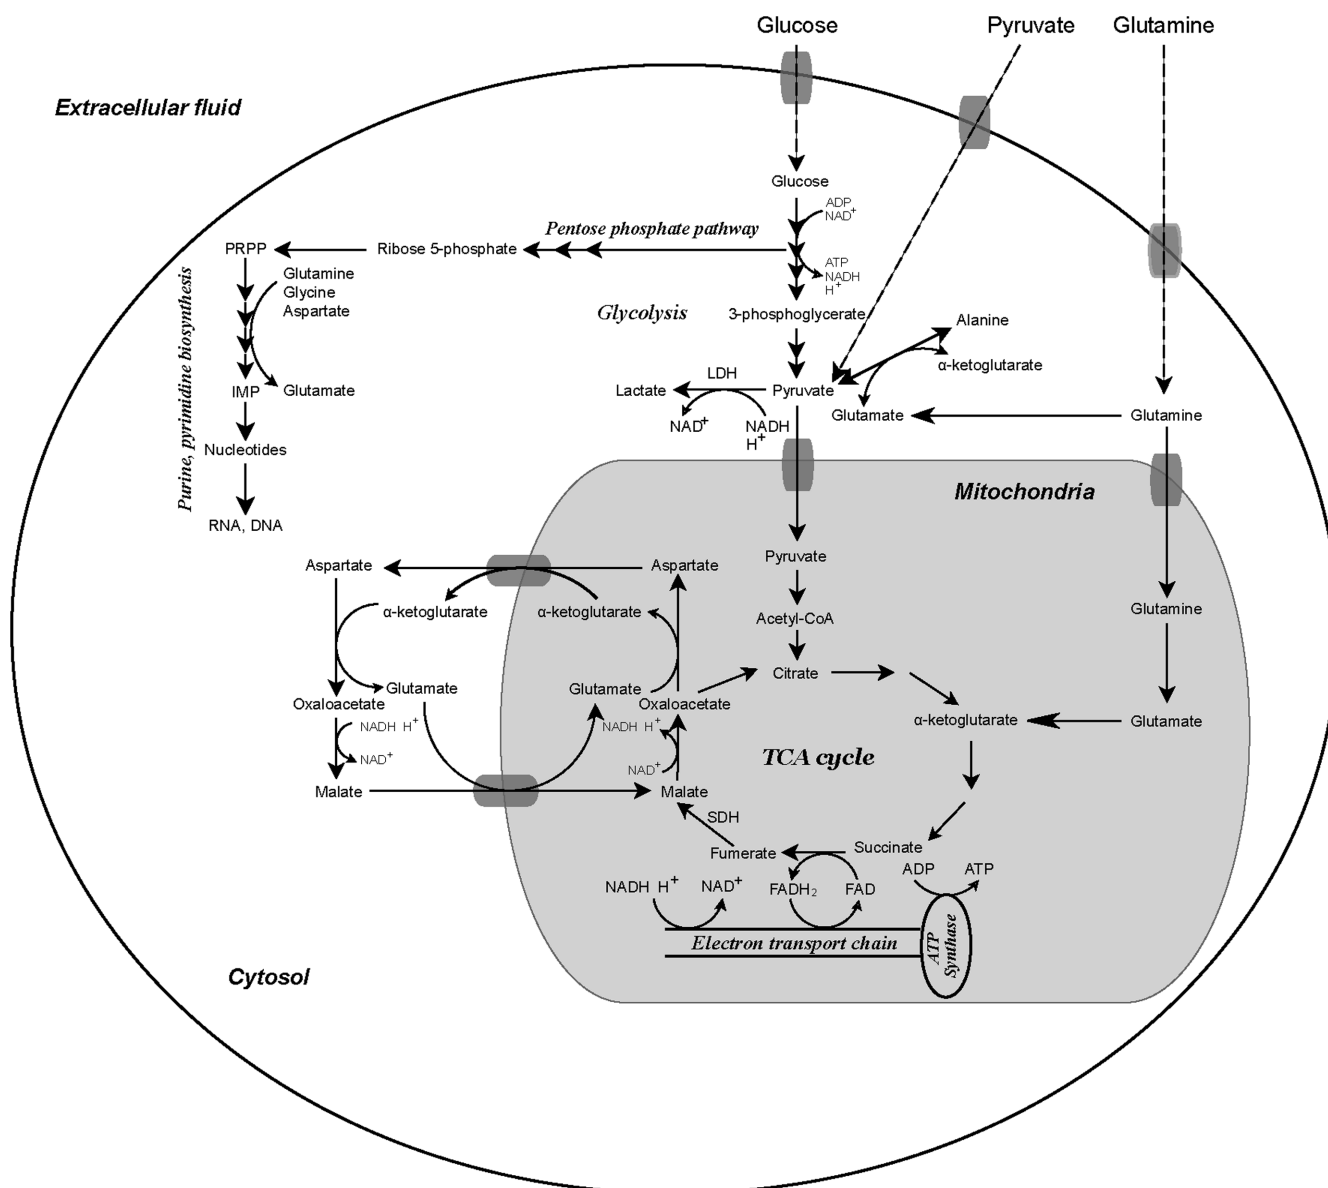 Glucose
Pyruvate
Glutamine
Extracellular fluid
Glucose
ADP
NAD+
Pentose phosphate pathway
PRPP
Ribose 5-phosphate
ATP
NADH
H+
Glutamine
Glycine
Aspartate
Purine, pyrimidine biosynthesis
Glycolysis
3-phosphoglycerate
Alanine
α-ketoglutarate
LDH
IMP
Glutamate
Lactate
Pyruvate
NAD+
NADH
H+
Glutamate
Glutamine
Nucleotides
Mitochondria
RNA, DNA
Pyruvate
Aspartate
Aspartate
α-ketoglutarate
α-ketoglutarate
Acetyl-CoA
Glutamine
Citrate
Glutamate
Glutamate
Oxaloacetate
Oxaloacetate
NADH H+
NADH H+
α-ketoglutarate
Glutamate
NAD+
NAD+
TCA cycle
Malate
Malate
SDH
Fumerate
Succinate
ADP
ATP
NADH H+
NAD+
FADH2
FAD
Electron transport chain
ATP
Synthase
Cytosol